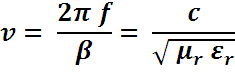 v = 2π f / β = c / √ μr εr